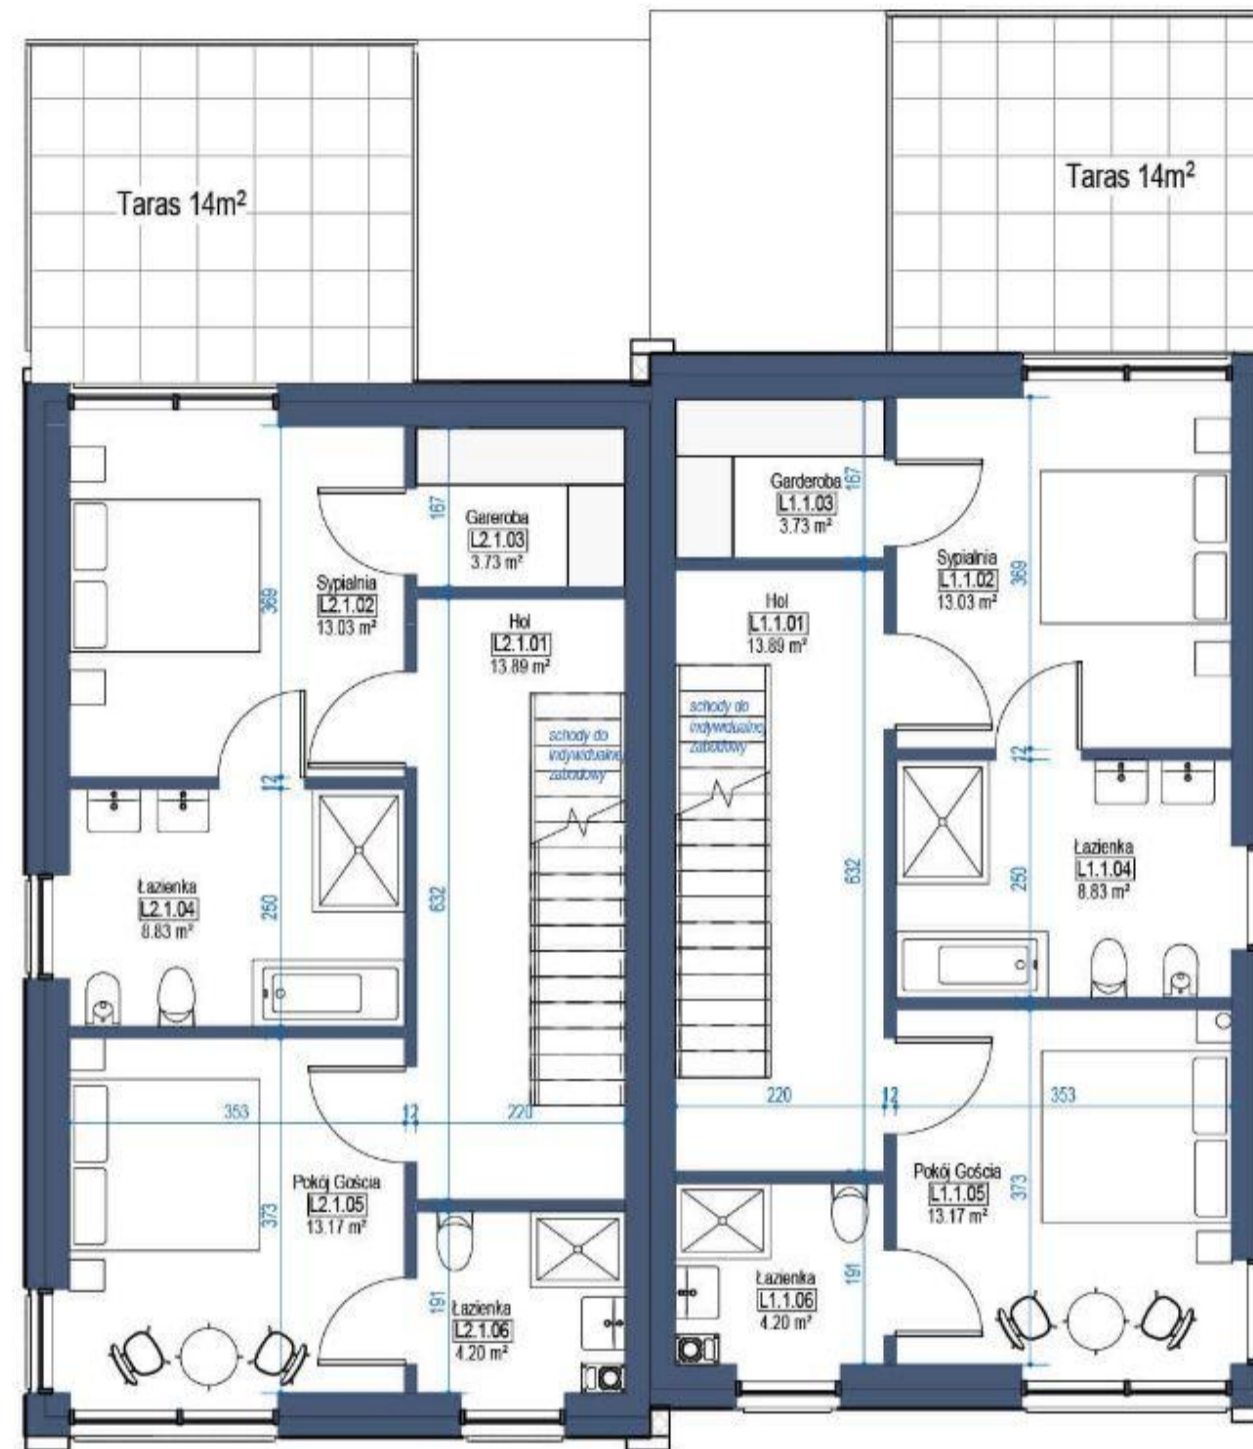 Taras 14m²
Taras 14m²
167
Gareroba
L2.1.03
3.73 m²
Sypialnia
L2.1.02
13.03 m²
369
Hol
L2.1.01
13.89 m²
schody do
indywidualnej
zabudowy
12
Łazienka
L2.1.04
8.83 m²
250
632
353
12
220
Pokój Gościa
L2.1.05
13.17 m²
373
191
Łazienka
L2.1.06
4.20 m²
Garderoba
L1.1.03
3.73 m²
167
Sypialnia
L1.1.02
13.03 m²
369
Hol
L1.1.01
13.89 m²
schody do
indywidualnej
zabudowy
12
Łazienka
L1.1.04
8.83 m²
250
632
220
12
353
Pokój Gościa
L1.1.05
13.17 m²
373
Łazienka
L1.1.06
4.20 m²
191